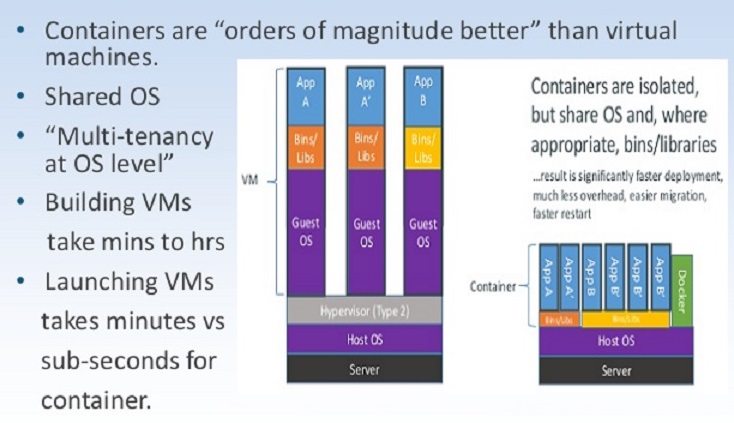 • Containers are “orders of magnitude better” than virtual
machines.
• Shared OS
• “Multi-tenancy
at OS level”
• Building VMs
take mins to hrs
• Launching VMs
takes minutes vs
sub-seconds for
container.
VM
App
A
Bins/
Libs
Guest
OS
App
A'
Bins/
Libs
Guest
OS
App
B
Bins/
Libs
Guest
OS
Hypervisor (Type 2)
Host OS
Server
Containers are isolated,
but share OS and, where
appropriate, bins/libraries
...result is significantly faster deployment,
much less overhead, easier migration,
faster restart
Container
App A
App A'
App B
App B'
App B'
App B'
Docker
Bins/Libs
Bins/Libs
Host OS
Server